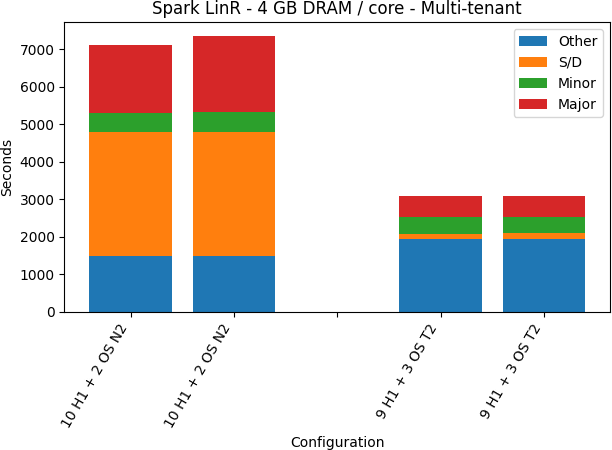 Spark LinR - 4 GB DRAM / core - Multi-tenant
Other
S/D
Minor
Major
7000
6000
5000
4000
3000
2000
1000
0
Seconds
10 H1 + 2 OS N2
10 H1 + 2 OS N2
9 H1 + 3 OS T2
9 H1 + 3 OS T2
Configuration